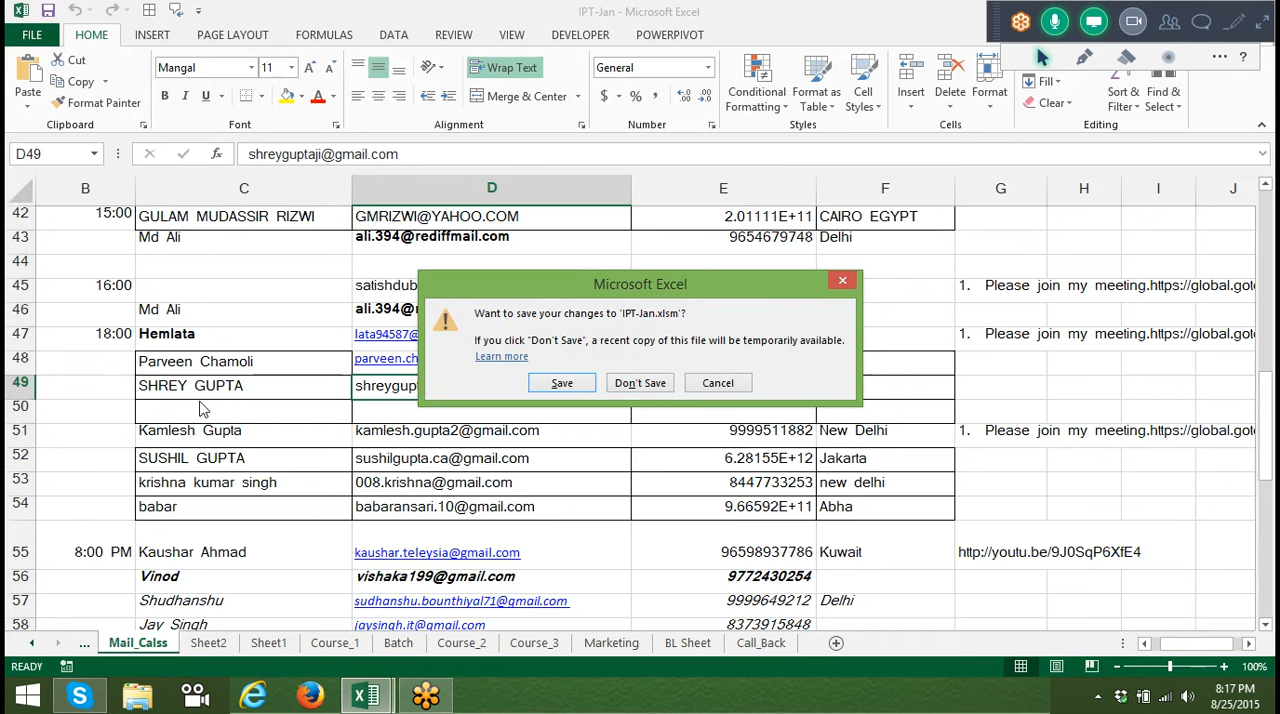 IPT-Jan - Microsoft Excel
FILE HOME INSERT PAGE LAYOUT FORMULAS DATA REVIEW VIEW DEVELOPER POWERPIVOT
Paste Cut Copy Format Painter
Mangal 11 B I U
Wrap Text Merge & Center
General $ % ,
Conditional Formatting Format as Table Cell Styles
Insert Delete Format
Fill Clear Sort & Filter Find & Select
Clipboard Font Alignment Number Styles Cells Editing
D49 fx shreyguptaji@gmail.com
B C D E F G H I J
42 15:00 GULAM MUDASSIR RIZWI GMRIZWI@YAHOO.COM 2.01111E+11 CAIRO EGYPT
43 Md Ali ali.394@rediffmail.com 9654679748 Delhi
44
45 16:00 satishdub 1. Please join my meeting.https://global.goto
46 Md Ali ali.394@r
47 18:00 Hemlata lata94587@ 1. Please join my meeting.https://global.goto
48 Parveen Chamoli parveen.ch
49 SHREY GUPTA shreygupt
50
51 Kamlesh Gupta kamlesh.gupta2@gmail.com 9999511882 New Delhi 1. Please join my meeting.https://global.goto
52 SUSHIL GUPTA sushilgupta.ca@gmail.com 6.28155E+12 Jakarta
53 krishna kumar singh 008.krishna@gmail.com 8447733253 new delhi
54 babar babaransari.10@gmail.com 9.66592E+11 Abha
55 8:00 PM Kaushar Ahmad kaushar.teleysia@gmail.com 96598937786 Kuwait http://youtu.be/9J0SqP6XfE4
56 Vinod vishaka199@gmail.com 9772430254
57 Shudhanshu sudhanshu.bounthiyal71@gmail.com 9999649212 Delhi
58 Jay Singh jaysingh.it@gmail.com 8373915848
Microsoft Excel
Want to save your changes to 'IPT-Jan.xlsm'?
If you click "Don't Save", a recent copy of this file will be temporarily available.
Learn more
Save Don't Save Cancel
... Mail_Calss Sheet2 Sheet1 Course_1 Batch Course_2 Course_3 Marketing BL Sheet Call_Back
READY 100%
8:17 PM
8/25/2015